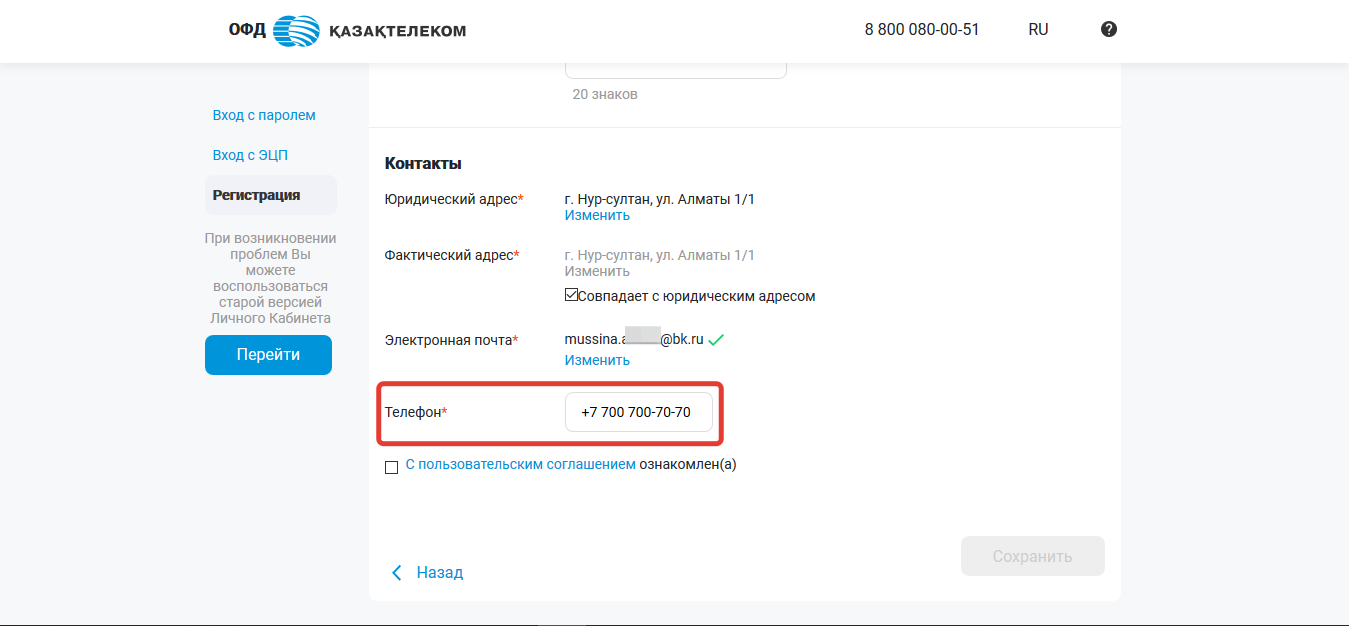 ОФД ҚАЗАҚТЕЛЕКОМ 8 800 080-00-51 RU ?
20 знаков
Вход с паролем
Вход с ЭЦП
Регистрация
При возникновении
проблем Вы
можете
воспользоваться
старой версией
Личного Кабинета
Перейти
Контакты
Юридический адрес* г. Нур-султан, ул. Алматы 1/1
Изменить
Фактический адрес* г. Нур-султан, ул. Алматы 1/1
Изменить
Совпадает с юридическим адресом
Электронная почта* mussina.a @bk.ru
Изменить
Телефон* +7 700 700-70-70
С пользовательским соглашением ознакомлен(а)
Сохранить
Назад